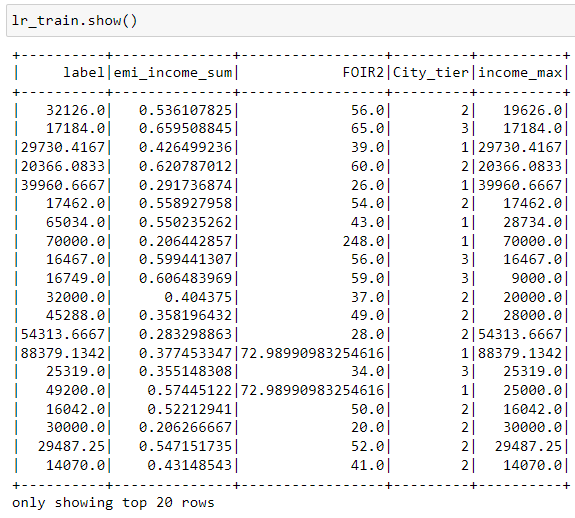 lr_train.show()
+----------+--------------+-----------------+---------+----------+
|     label|emi_income_sum|            FOIR2|City_tier|income_max|
+----------+--------------+-----------------+---------+----------+
|   32126.0|   0.536107825|             56.0|        2|   19626.0|
|   17184.0|   0.659508845|             65.0|        3|   17184.0|
|29730.4167|   0.426499236|             39.0|        1|29730.4167|
|20366.0833|   0.620787012|             60.0|        2|20366.0833|
|39960.6667|   0.291736874|             26.0|        1|39960.6667|
|   17462.0|   0.558927958|             54.0|        2|   17462.0|
|   65034.0|   0.550235262|             43.0|        1|   28734.0|
|   70000.0|   0.206442857|            248.0|        1|   70000.0|
|   16467.0|   0.599441307|             56.0|        3|   16467.0|
|   16749.0|   0.606483969|             59.0|        3|    9000.0|
|   32000.0|      0.404375|             37.0|        2|   20000.0|
|   45288.0|   0.358196432|             49.0|        2|   28000.0|
|54313.6667|   0.283298863|             28.0|        2|54313.6667|
|88379.1342|   0.377453347|72.98990983254616|        1|88379.1342|
|   25319.0|   0.355148308|             34.0|        3|   25319.0|
|   49200.0|    0.57445122|72.98990983254616|        1|   25000.0|
|   16042.0|    0.52212941|             50.0|        2|   16042.0|
|   30000.0|   0.206266667|             20.0|        2|   30000.0|
|  29487.25|   0.547151735|             52.0|        2|  29487.25|
|   14070.0|    0.43148543|             41.0|        2|   14070.0|
+----------+--------------+-----------------+---------+----------+
only showing top 20 rows